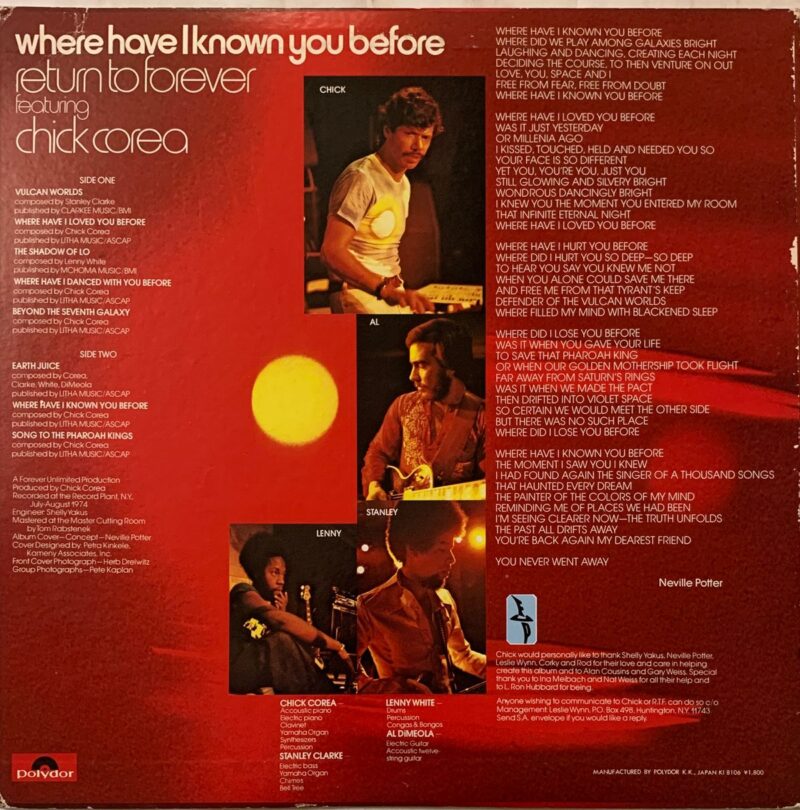 where have I known you before
return to forever
featuring
chick corea
SIDE ONE
VULCAN WORLDS
composed by Stanley Clarke
published by CLARKEE MUSIC/BMI
WHERE HAVE I LOVED YOU BEFORE
composed by Chick Corea
published by LITHA MUSIC/ASCAP
THE SHADOW OF LO
composed by Lenny White
published by MCHOMA MUSIC/BMI
WHERE HAVE I DANCED WITH YOU BEFORE
composed by Chick Corea
published by LITHA MUSIC/ASCAP
BEYOND THE SEVENTH GALAXY
composed by Chick Corea
published by LITHA MUSIC/ASCAP
SIDE TWO
EARTH JUICE
composed by Corea,
Clarke, White, DiMeola
published by LITHA MUSIC/ASCAP
WHERE HAVE I KNOWN YOU BEFORE
composed by Chick Corea
published by LITHA MUSIC/ASCAP
SONG TO THE PHAROAH KINGS
composed by Chick Corea
published by LITHA MUSIC/ASCAP
A Forever Unlimited Production
Produced by Chick Corea
Recorded at the Record Plant, N.Y.,
July-August 1974
Engineer: Shelly Yakus
Mastered at the Master Cutting Room
by Tom Rabstenek
Album Cover—Concept—Neville Potter
Cover Designed by: Petra Kinkele,
Kameny Associates, Inc.
Front Cover Photograph—Herb Dreiwitz
Group Photographs—Pete Kaplan
CHICK
AL
STANLEY
LENNY
CHICK COREA—
Accoustic piano
Electric piano
Clavinet
Yamaha Organ
Synthesizers
Percussion
STANLEY CLARKE—
Electric bass
Yamaha Organ
Chimes
Bell Tree
LENNY WHITE—
Drums
Percussion
Congas & Bongos
AL DiMEOLA—
Electric Guitar
Accoustic twelve-
string guitar
WHERE HAVE I KNOWN YOU BEFORE
WHERE DID WE PLAY AMONG GALAXIES BRIGHT
LAUGHING AND DANCING, CREATING EACH NIGHT
DECIDING THE COURSE, TO THEN VENTURE ON OUT
LOVE, YOU, SPACE AND I
FREE FROM FEAR, FREE FROM DOUBT
WHERE HAVE I KNOWN YOU BEFORE
WHERE HAVE I LOVED YOU BEFORE
WAS IT JUST YESTERDAY
OR MILLENIA AGO
I KISSED, TOUCHED, HELD AND NEEDED YOU SO
YOUR FACE IS SO DIFFERENT
YET YOU, YOU'RE YOU, JUST YOU
STILL GLOWING AND SILVERY BRIGHT
WONDROUS DANCINGLY BRIGHT
I KNEW YOU THE MOMENT YOU ENTERED MY ROOM
THAT INFINITE ETERNAL NIGHT
WHERE HAVE I LOVED YOU BEFORE
WHERE HAVE I HURT YOU BEFORE
WHERE DID I HURT YOU SO DEEP—SO DEEP
TO HEAR YOU SAY YOU KNEW ME NOT
WHEN YOU ALONE COULD SAVE ME THERE
AND FREE ME FROM THAT TYRANT'S KEEP
DEFENDER OF THE VULCAN WORLDS
WHERE FILLED MY MIND WITH BLACKENED SLEEP
WHERE DID I LOSE YOU BEFORE
WAS IT WHEN YOU GAVE YOUR LIFE
TO SAVE THAT PHAROAH KING
OR WHEN OUR GOLDEN MOTHERSHIP TOOK FLIGHT
FAR AWAY FROM SATURN'S RINGS
WAS IT WHEN WE MADE THE PACT
THEN DRIFTED INTO VIOLET SPACE
SO CERTAIN WE WOULD MEET THE OTHER SIDE
BUT THERE WAS NO SUCH PLACE
WHERE DID I LOSE YOU BEFORE
WHERE HAVE I KNOWN YOU BEFORE
THE MOMENT I SAW YOU I KNEW
I HAD FOUND AGAIN THE SINGER OF A THOUSAND SONGS
THAT HAUNTED EVERY DREAM
THE PAINTER OF THE COLORS OF MY MIND
REMINDING ME OF PLACES WE HAD BEEN
I'M SEEING CLEARER NOW—THE TRUTH UNFOLDS
THE PAST ALL DRIFTS AWAY
YOU'RE BACK AGAIN MY DEAREST FRIEND
YOU NEVER WENT AWAY
Neville Potter
Chick would personally like to thank Shelly Yakus, Neville Potter,
Leslie Wynn, Corky and Rod for their love and care in helping
create this album and to Alan Cousins and Gary Weiss. Special
thank you to Ina Meibach and Nat Weiss for all their help and
to L. Ron Hubbard for being.
Anyone wishing to communicate to Chick or R.T.F. can do so c/o
Management: Leslie Wynn, P.O. Box 498, Huntington, N.Y. 11743
Send S.A. envelope if you would like a reply.
polydor
MANUFACTURED BY POLYDOR K.K., JAPAN KI 8106 ¥1,800